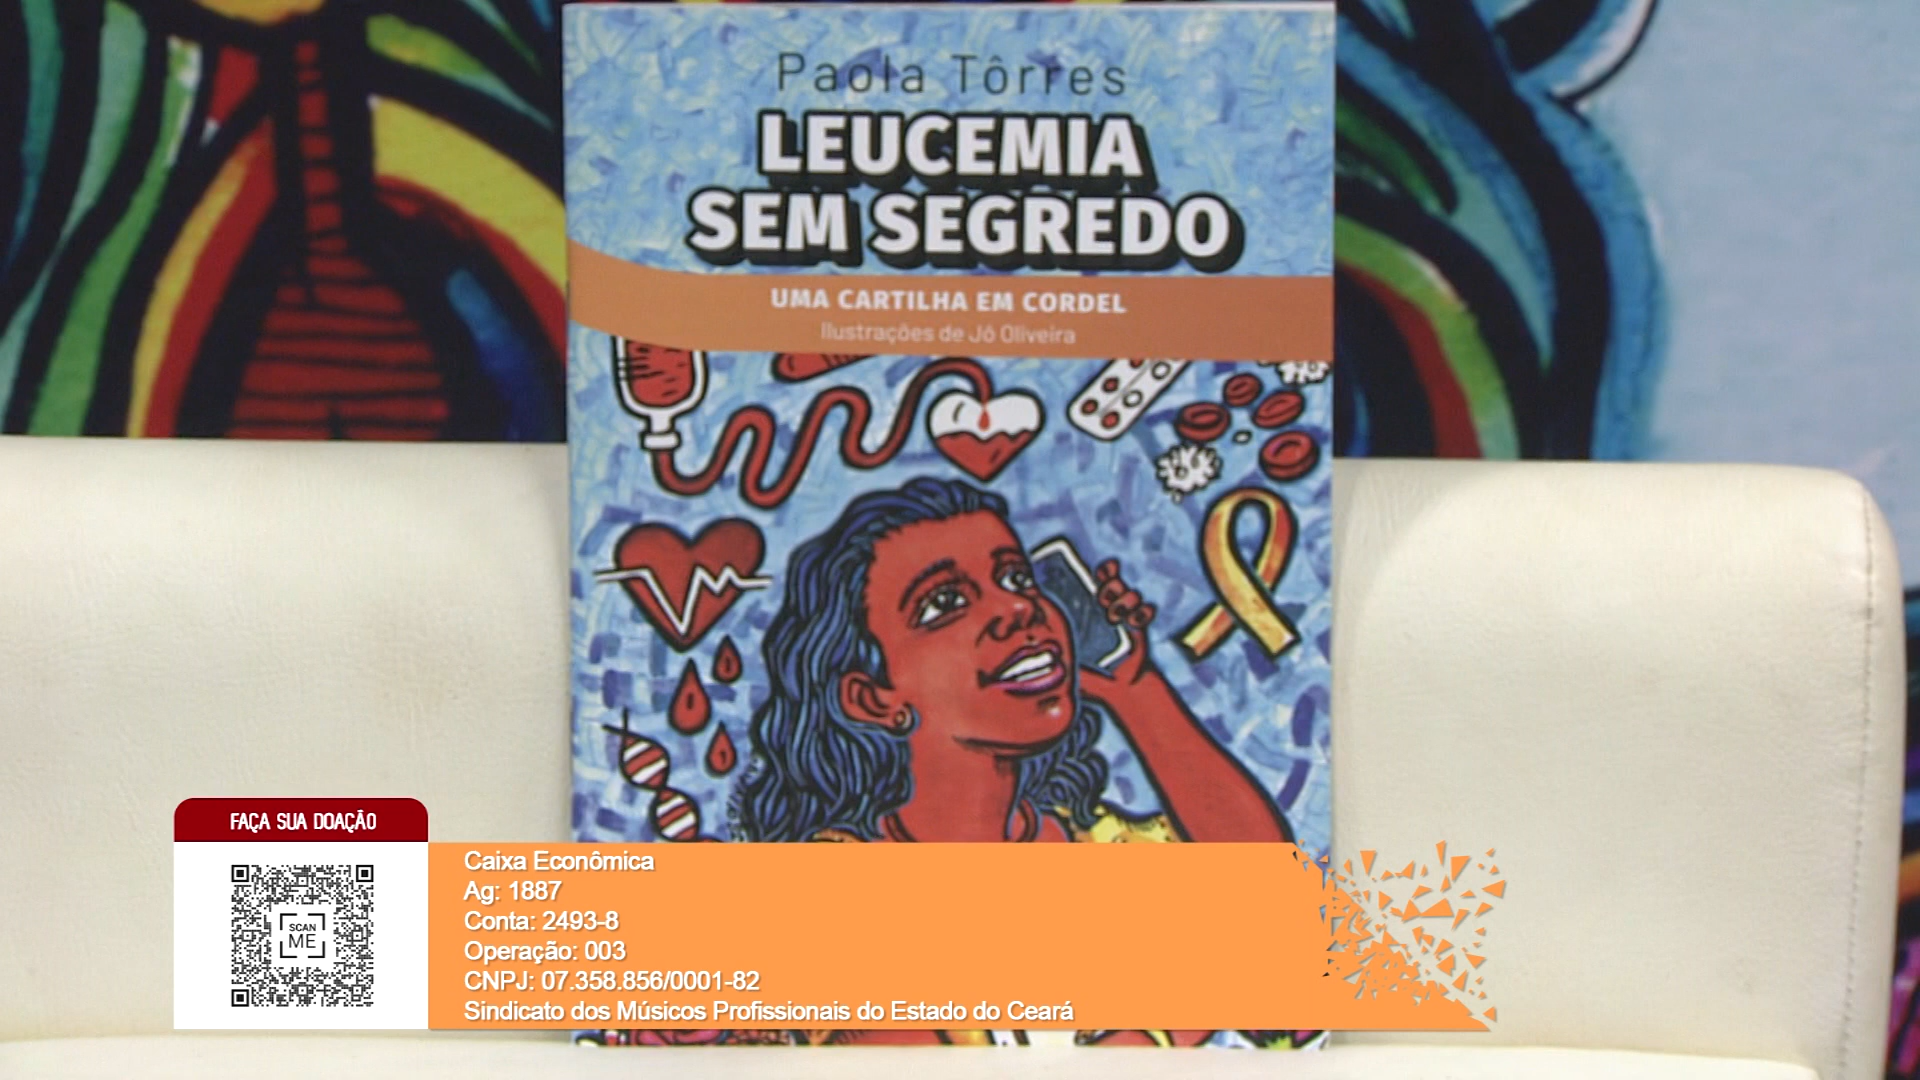 Paola Tôrres
LEUCEMIA
SEM SEGREDO
UMA CARTILHA EM CORDEL
Ilustrações de Jô Oliveira
FAÇA SUA DOAÇÃO
SCAN
ME
Caixa Econômica
Ag: 1887
Conta: 2493-8
Operação: 003
CNPJ: 07.358.856/0001-82
Sindicato dos Músicos Profissionais do Estado do Ceará